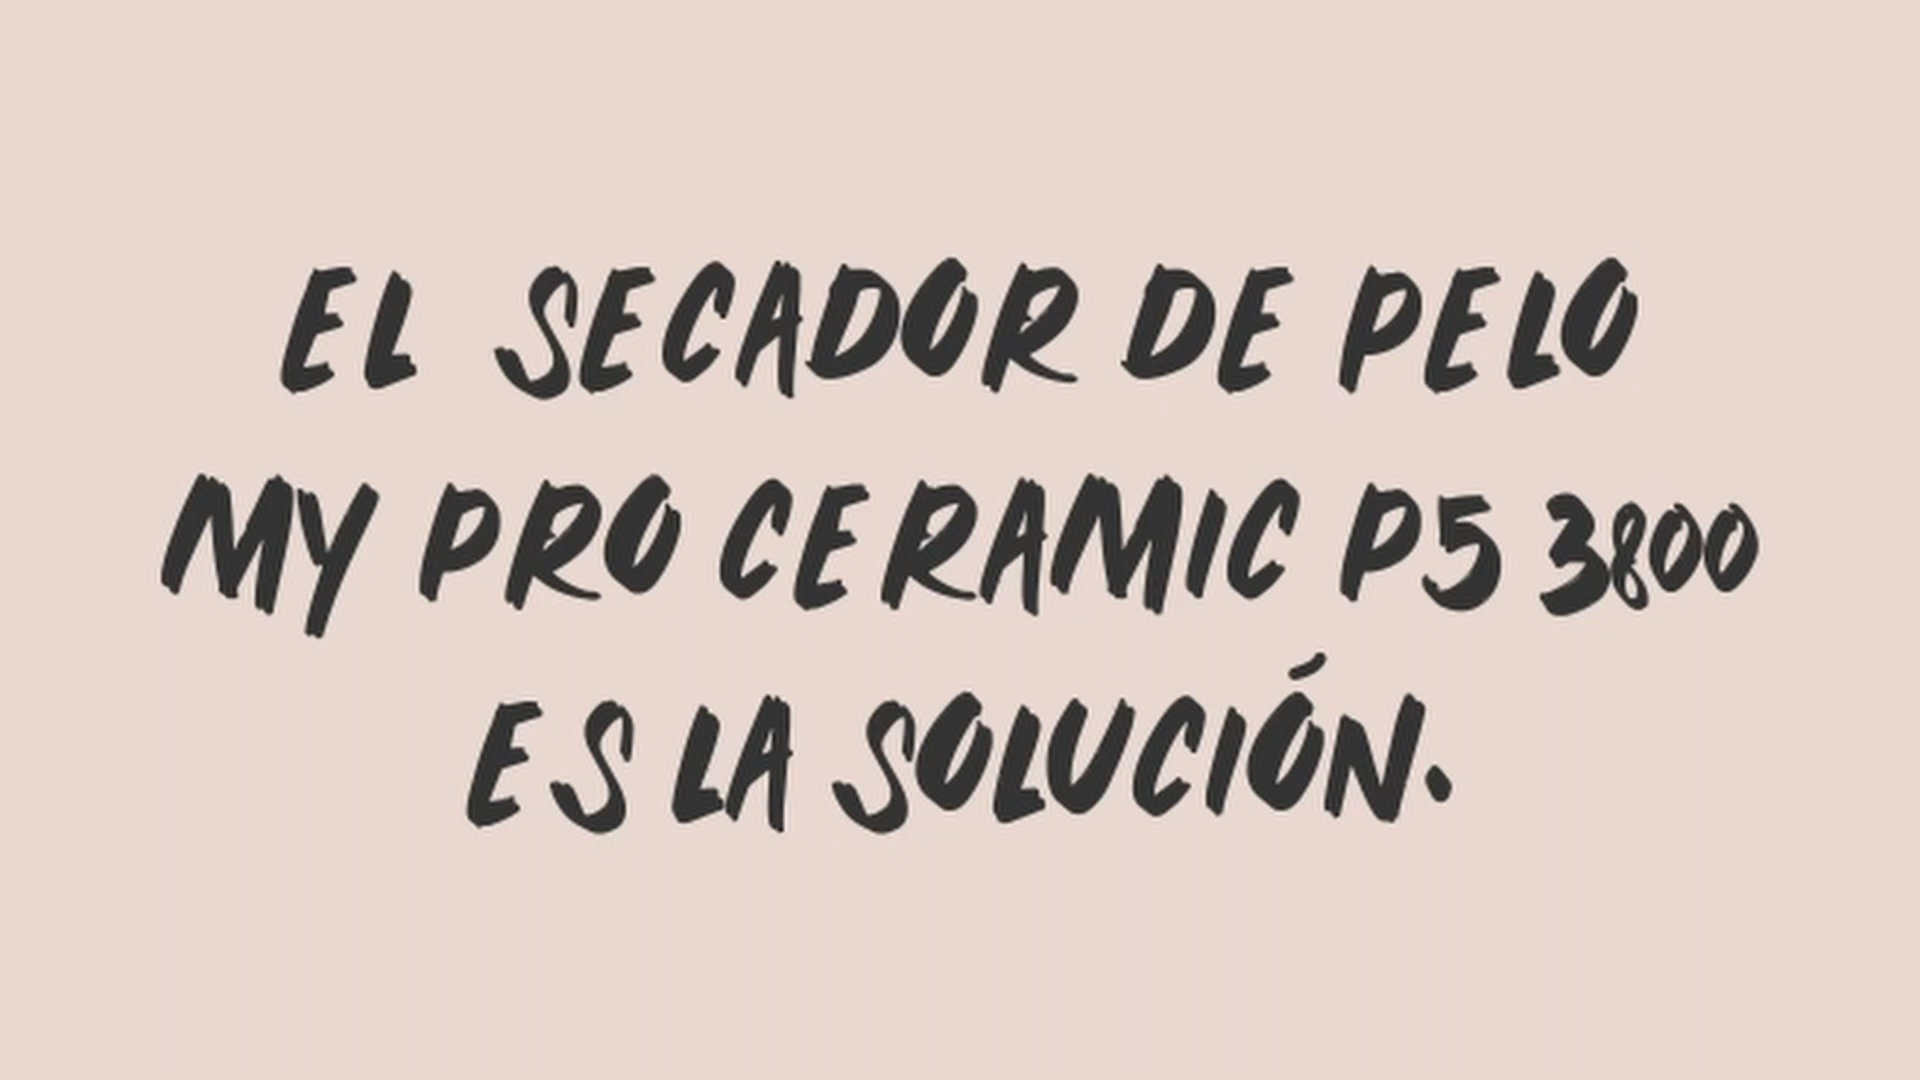 EL SECADOR DE PELO
MY PRO CERAMIC P5 3800
ES LA SOLUCIÓN.